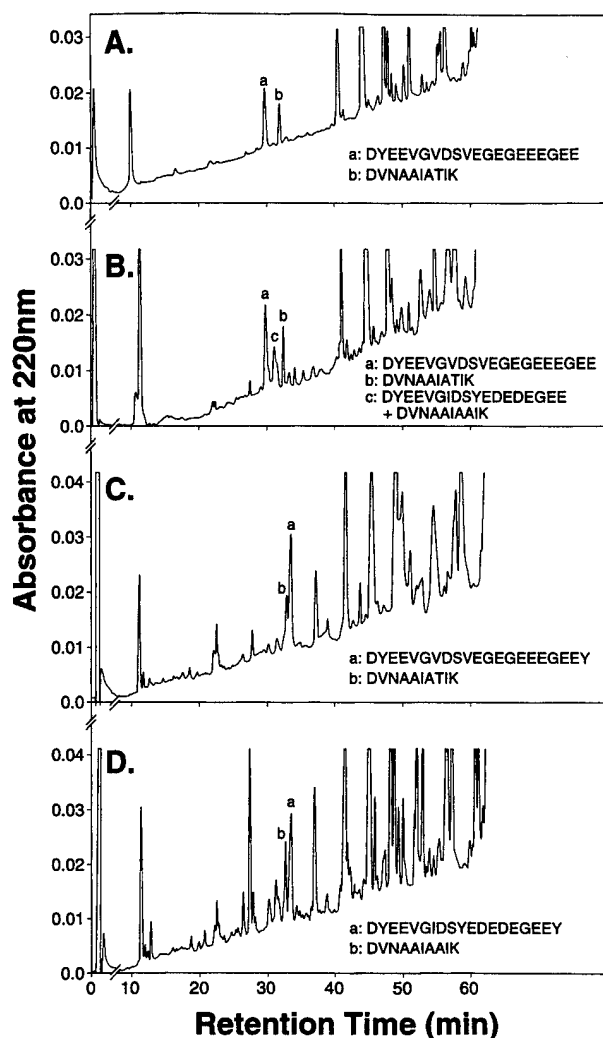 Absorbance at 220nm
A.
0.03
0.02
0.01
0.0
a
b
a: DYEEVGVDSVEGEGEEEGEE
b: DVNAAIATIK
B.
0.03
0.02
0.01
0.0
a
c
b
a: DYEEVGVDSVEGEGEEEGEE
b: DVNAAIATIK
c: DYEEVGIDSYEDEDEGEE
+ DVNAAIAAIK
C.
0.04
0.03
0.02
0.01
0.0
b
a
a: DYEEVGVDSVEGEGEEEGEEY
b: DVNAAIATIK
D.
0.04
0.03
0.02
0.01
0.0
b
a
a: DYEEVGIDSYEDEDEGEEY
b: DVNAAIAAIK
0 10 20 30 40 50 60
Retention Time (min)